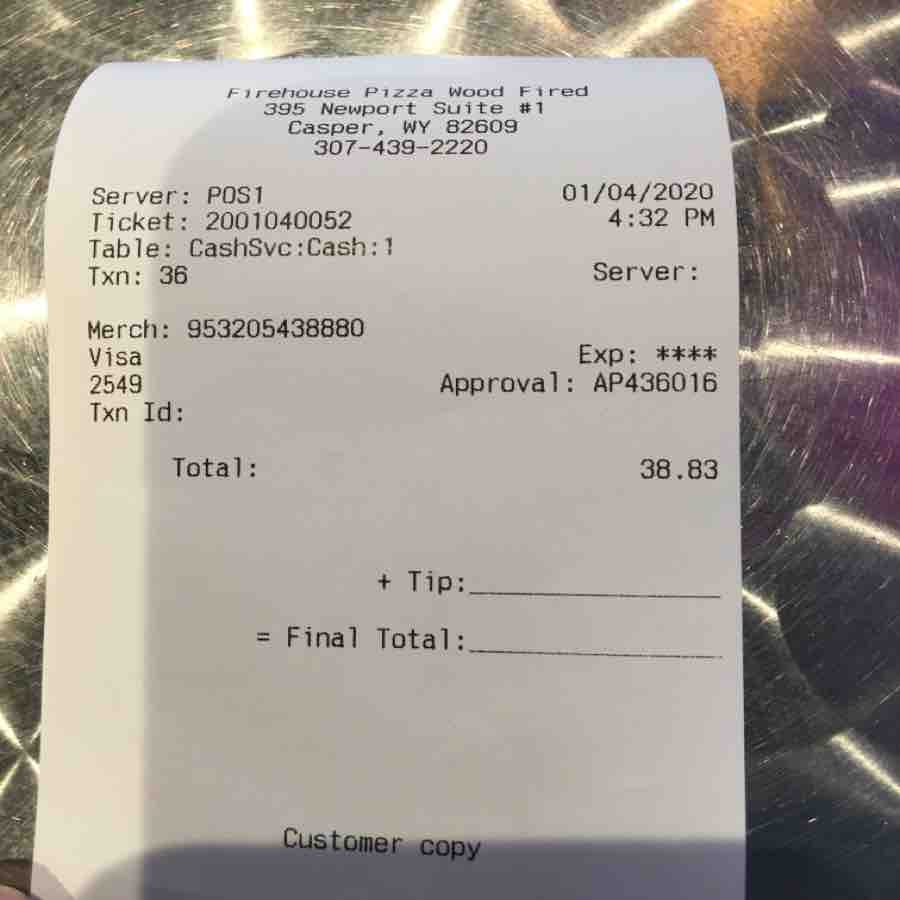 Firehouse Pizza Wood Fired
395 Newport Suite #1
Casper, WY 82609
307-439-2220
Server: POS1 01/04/2020
Ticket: 2001040052 4:32 PM
Table: CashSvc:Cash:1
Txn: 36 Server:
Merch: 953205438880
Visa Exp: ****
2549 Approval: AP436016
Txn Id:
Total: 38.83
+ Tip:
= Final Total:
Customer copy